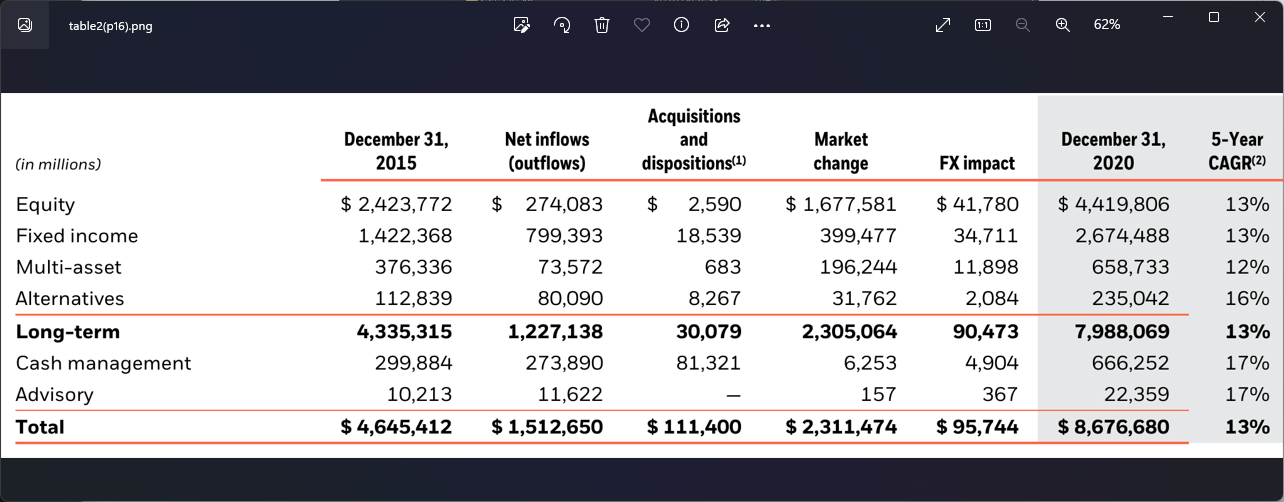 table2(p16).png
62%
Acquisitions
December 31, Net inflows and Market December 31, 5-Year
(in millions) 2015 (outflows) dispositions(1) change FX impact 2020 CAGR(2)
Equity $ 2,423,772 $ 274,083 $ 2,590 $ 1,677,581 $ 41,780 $ 4,419,806 13%
Fixed income 1,422,368 799,393 18,539 399,477 34,711 2,674,488 13%
Multi-asset 376,336 73,572 683 196,244 11,898 658,733 12%
Alternatives 112,839 80,090 8,267 31,762 2,084 235,042 16%
Long-term 4,335,315 1,227,138 30,079 2,305,064 90,473 7,988,069 13%
Cash management 299,884 273,890 81,321 6,253 4,904 666,252 17%
Advisory 10,213 11,622 — 157 367 22,359 17%
Total $ 4,645,412 $ 1,512,650 $ 111,400 $ 2,311,474 $ 95,744 $ 8,676,680 13%